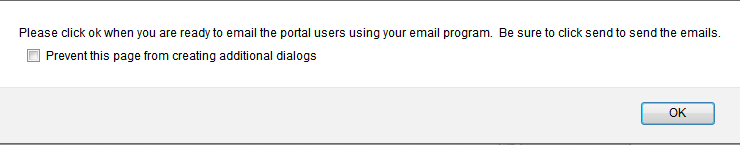 Please click ok when you are ready to email the portal users using your email program.  Be sure to click send to send the emails.
Prevent this page from creating additional dialogs
OK